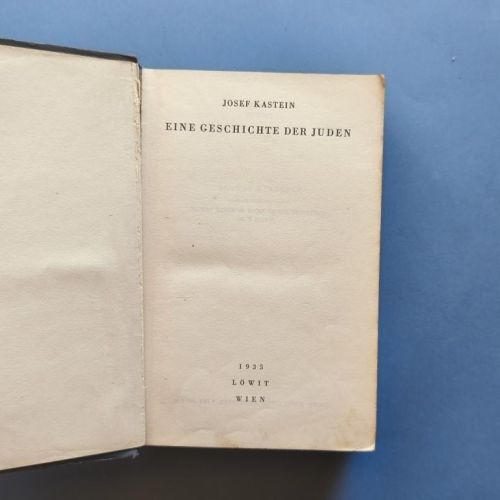 JOSEF KASTEIN
EINE GESCHICHTE DER JUDEN
1935
LÖWIT
WIEN